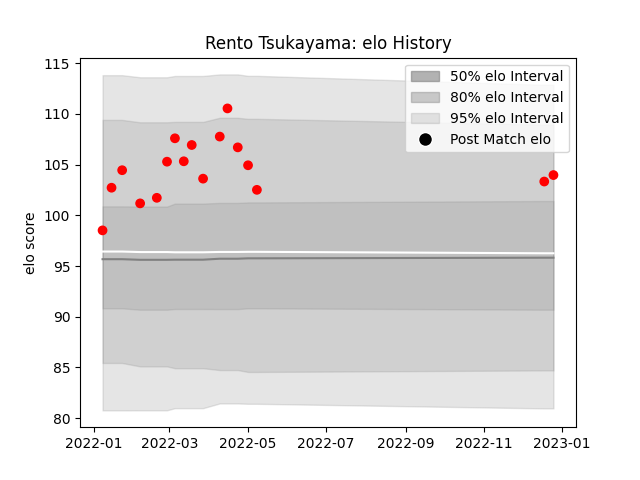 Rento Tsukayama: elo History
115
110
105
100
95
90
85
80
elo score
50% elo Interval
80% elo Interval
95% elo Interval
Post Match elo
2022-01
2022-03
2022-05
2022-07
2022-09
2022-11
2023-01